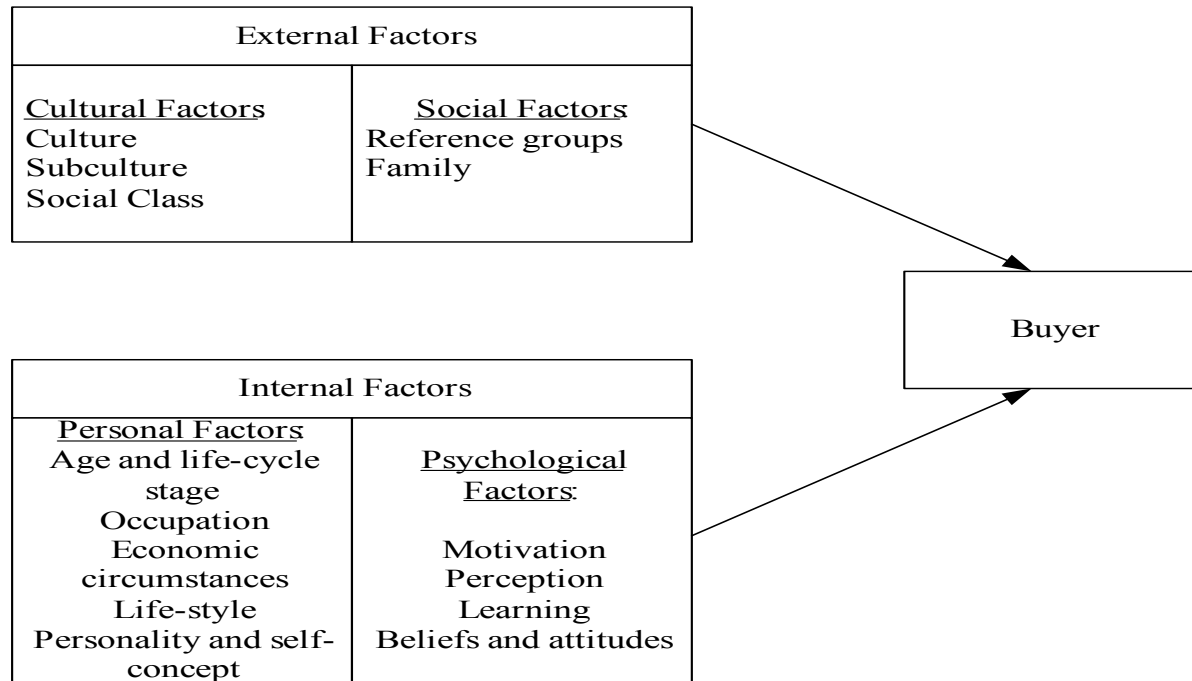 External Factors
Cultural Factors
Culture
Subculture
Social Class
Social Factors:
Reference groups
Family
Buyer
Internal Factors
Personal Factors:
Age and life-cycle
stage
Occupation
Economic
circumstances
Life-style
Personality and self-
concept
Psychological
Factors:
Motivation
Perception
Learning
Beliefs and attitudes